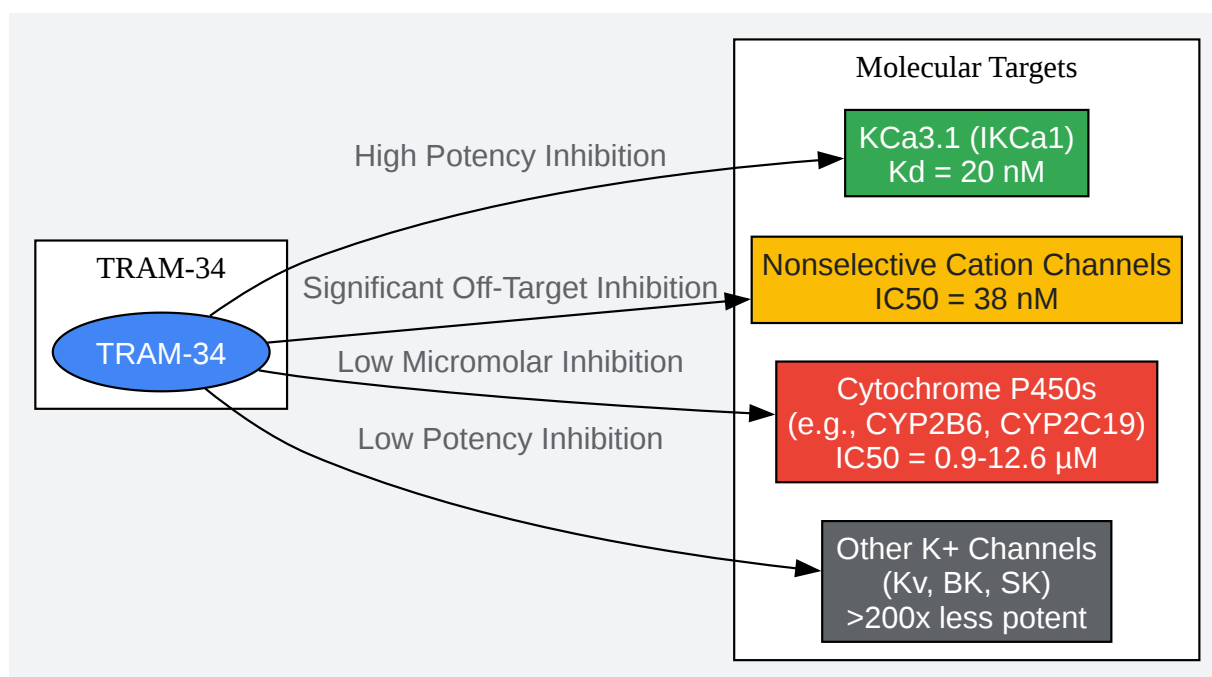 TRAM-34
TRAM-34
High Potency Inhibition
Significant Off-Target Inhibition
Low Micromolar Inhibition
Low Potency Inhibition
Molecular Targets
KCa3.1 (IKCa1)
Kd = 20 nM
Nonselective Cation Channels
IC50 = 38 nM
Cytochrome P450s
(e.g., CYP2B6, CYP2C19)
IC50 = 0.9-12.6 µM
Other K+ Channels
(Kv, BK, SK)
>200x less potent